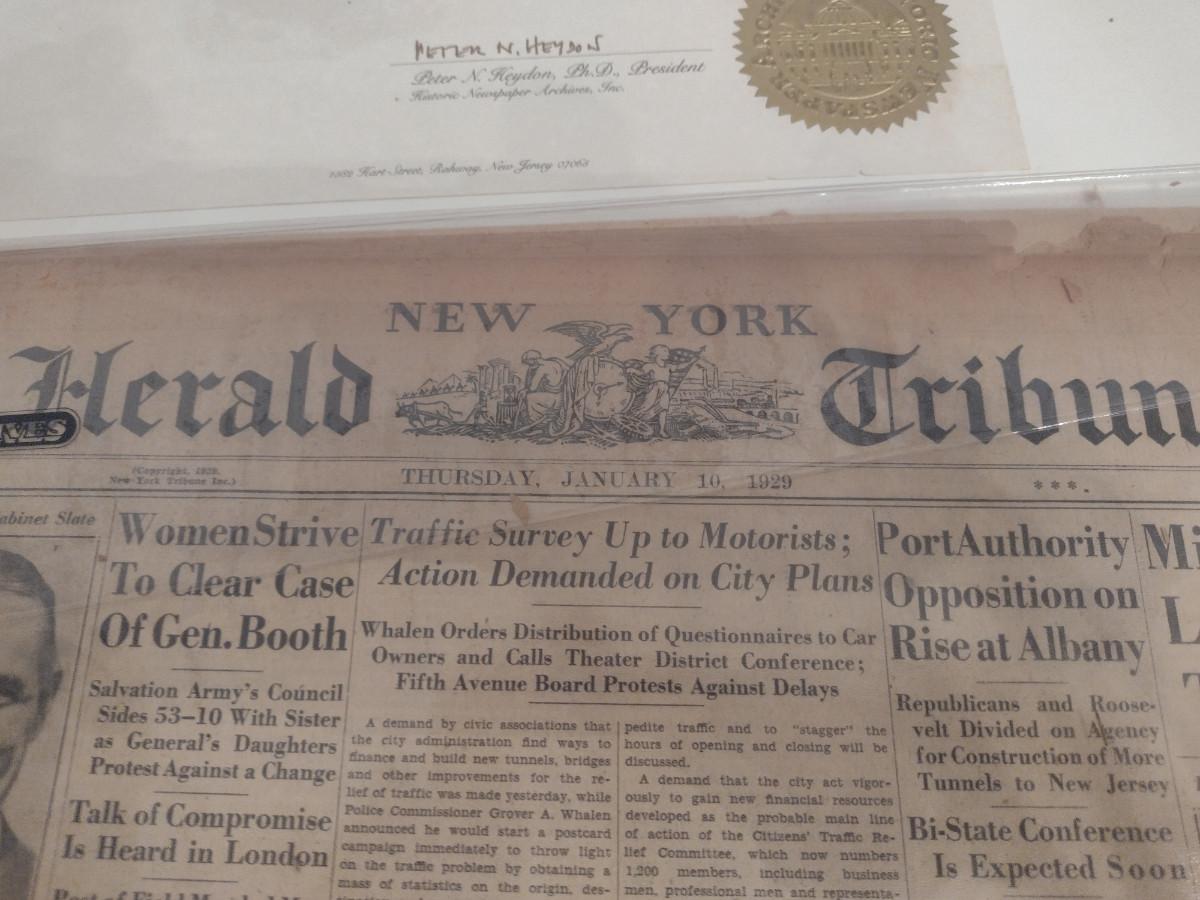 PETER N. HEYDON
Peter N. Heydon, Ph.D., President
Historic Newspaper Archives, Inc.
Hart Street, Rahway, New Jersey 07065
NEWSPAPER
NEW YORK
Herald Tribun
(Copyright, 1929,
New York Tribune Inc.)
THURSDAY, JANUARY 10, 1929
***.
abinet Slate
Women Strive
To Clear Case
Of Gen. Booth
Salvation Army's Council
Sides 53-10 With Sister
as General's Daughters
Protest Against a Change
Talk of Compromise
Is Heard in London
Traffic Survey Up to Motorists;
Action Demanded on City Plans
Whalen Orders Distribution of Questionnaires to Car
Owners and Calls Theater District Conference;
Fifth Avenue Board Protests Against Delays
A demand by civic associations that
the city administration find ways to
finance and build new tunnels, bridges
and other improvements for the re-
lief of traffic was made yesterday, while
Police Commissioner Grover A. Whalen
announced he would start a postcard
campaign immediately to throw light
on the traffic problem by obtaining a
mass of statistics on the origin, des-
pedite traffic and to "stagger" the
hours of opening and closing will be
discussed.
A demand that the city act vigor-
ously to gain new financial resources
developed as the probable main line
of action of the Citizens' Traffic Re-
lief Committee, which now numbers
1,200 members, including business
men, professional men and representa-
Port Authority
Opposition on
Rise at Albany
Republicans and Roose-
velt Divided on Agency
for Construction of More
Tunnels to New Jersey
Bi-State Conference
Is Expected Soon
Mi
L
T